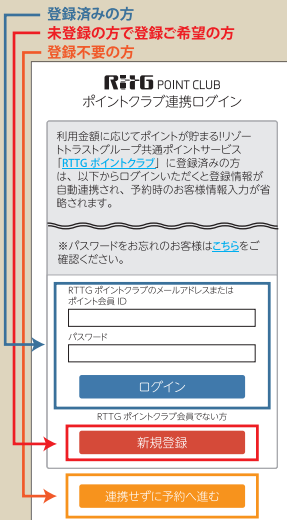 登録済みの方
未登録の方で登録ご希望の方
登録不要の方
RTTG POINT CLUB
ポイントクラブ連携ログイン
利用金額に応じてポイントが貯まる!!リゾー
トトラストグループ共通ポイントサービス
「RTTG ポイントクラブ」に登録済みの方
は、以下からログインいただくと登録情報が
自動連携され、予約時のお客様情報入力が省
略されます。
※パスワードをお忘れのお客様はこちらをご
確認ください。
RTTG ポイントクラブのメールアドレスまたは
ポイント会員 ID
パスワード
ログイン
RTTG ポイントクラブ会員でない方
新規登録
連携せずに予約へ進む